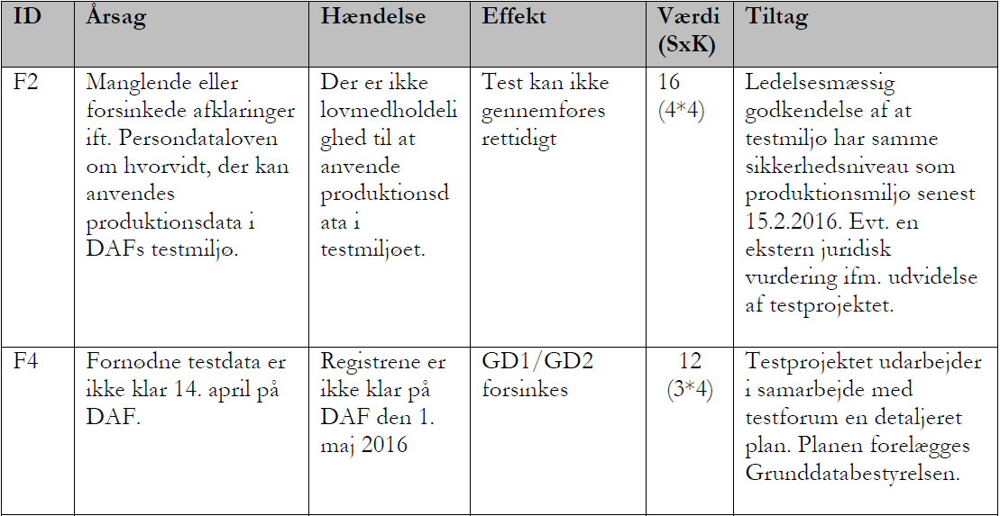 ID Årsag Hændelse Effekt Værdi (SxK) Tiltag
F2
Manglende eller
forsinkede afklaringer
ift. Persondataloven
om hvorvidt, der kan
anvendes
produktionsdata i
DAFs testmiljø.
Der er ikke
lovmedholdeli
ghed til at
anvende
produktionsd
ata i
testmiljøet.
Test kan ikke
gennemføres
rettidigt
16
(4*4)
Ledelsesmæssig
godkendelse af at
testmiljø har samme
sikkerhedsniveau som
produktionsmiljø senest
15.2.2016. Evt. en
ekstern juridisk
vurdering ifm. udvidelse
af testprojektet.
F4
Fornødne testdata er
ikke klar 14. april på
DAF.
Registrene er
ikke klar på
DAF den 1.
maj 2016
GD1/GD2
forsinkes
12
(3*4)
Testprojektet udarbejder
i samarbejde med
testforum en detaljeret
plan. Planen forelægges
Grunddatabestyrelsen.